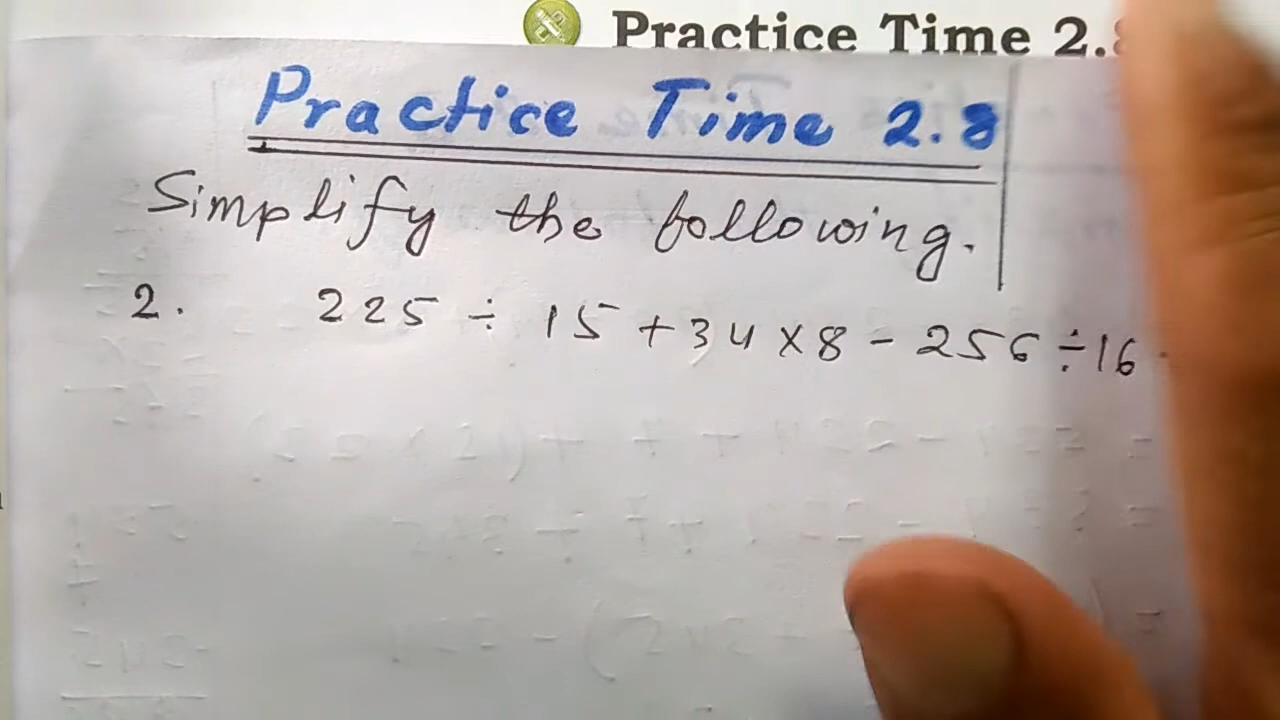 Practice Time 2.8
Practice Time 2.8
Simplify the following.
2. 225 ÷ 15 + 34 × 8 - 256 ÷ 16